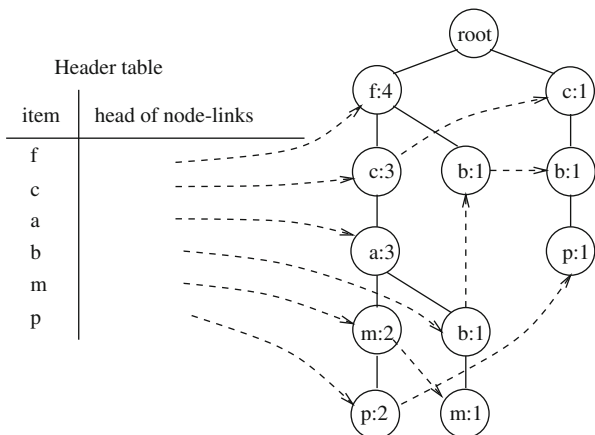 root
Header table
item head of node-links
f:4 c:1
f
c
a
b
m
p
c:3 b:1 b:1
a:3 p:1
m:2 b:1
p:2 m:1